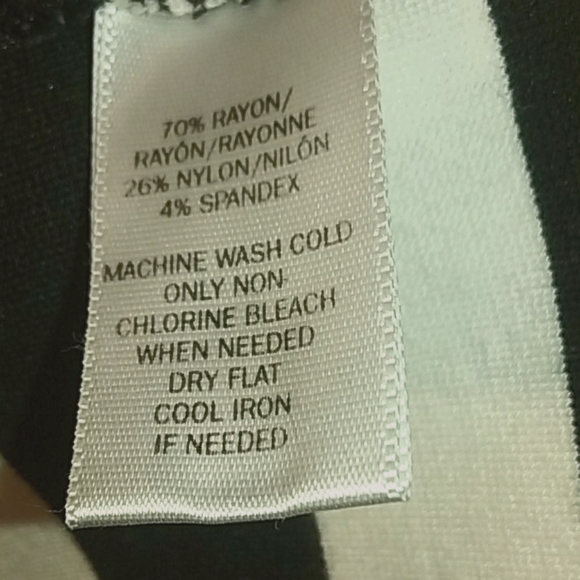 70% RAYON/
RAYÓN/RAYONNE
26% NYLON/NILÓN
4% SPANDEX
MACHINE WASH COLD
ONLY NON
CHLORINE BLEACH
WHEN NEEDED
DRY FLAT
COOL IRON
IF NEEDED